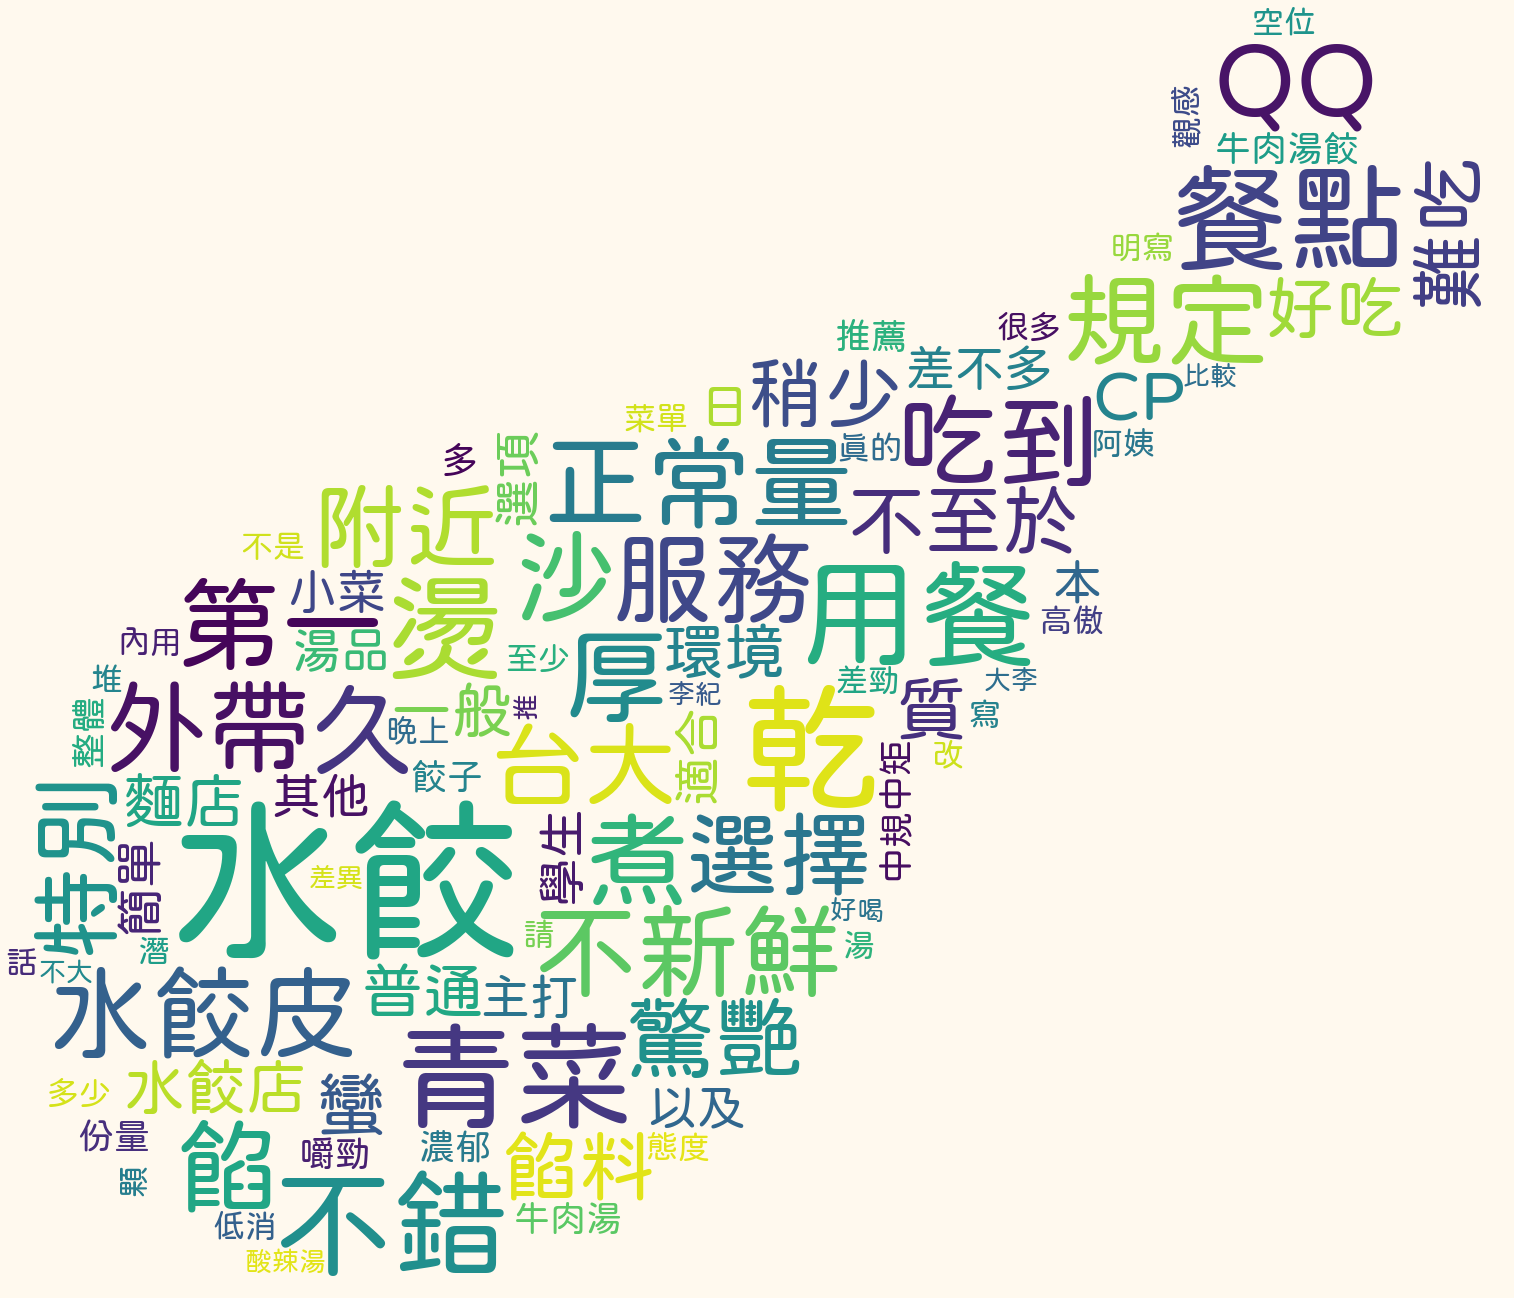 空位
QQ
觀感
牛肉湯餃
餐點
難吃
明寫
規定
好吃
很多
推薦
差不多
比較
稍少
CP
日
菜單
吃到
阿姨
真的
多
選項
正常量
附近
不至於
不是
沙
服務
用餐
本
高傲
小菜
第一
燙
湯品
內用
至少
厚
環境
差勁
大李
堆
外帶
久
一般
推
李紀
質
寫
整體
晚上
台大
適合
乾
改
餃子
中規中矩
特別
麵店
其他
水餃
差異
簡單
學生
煮
選擇
好喝
請
不新鮮
湯
潛
話
不大
水餃皮
普通
主打
驚艷
青菜
多少
水餃店
蠻
以及
份量
餡
嚼勁
濃郁
餡料
態度
顆
不錯
牛肉湯
低消
酸辣湯